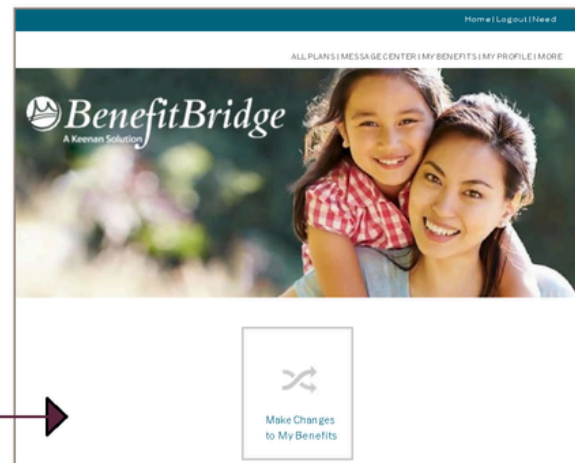 Home | Logout | Need
ALL PLANS | MESSAGE CENTER | MY BENEFITS | MY PROFILE | MORE
BenefitBridge
A Keenan Solution
Make Changes
to My Benefits